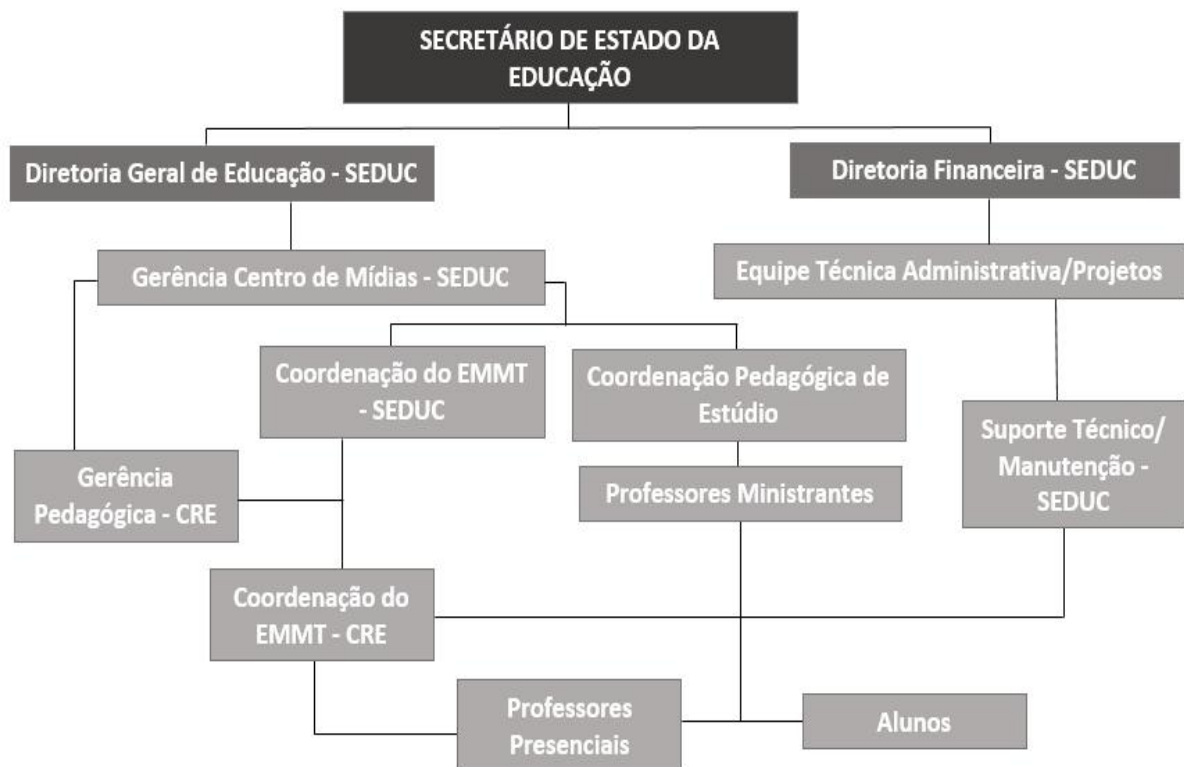 SECRETÁRIO DE ESTADO DA
EDUCAÇÃO
Diretoria Geral de Educação - SEDUC
Diretoria Financeira - SEDUC
Gerência Centro de Mídias - SEDUC
Equipe Técnica Administrativa/Projetos
Coordenação do EMMT
- SEDUC
Coordenação Pedagógica de
Estúdio
Suporte Técnico/
Manutenção -
SEDUC
Gerência
Pedagógica - CRE
Professores Ministrantes
Coordenação do
EMMT - CRE
Professores
Presenciais
Alunos